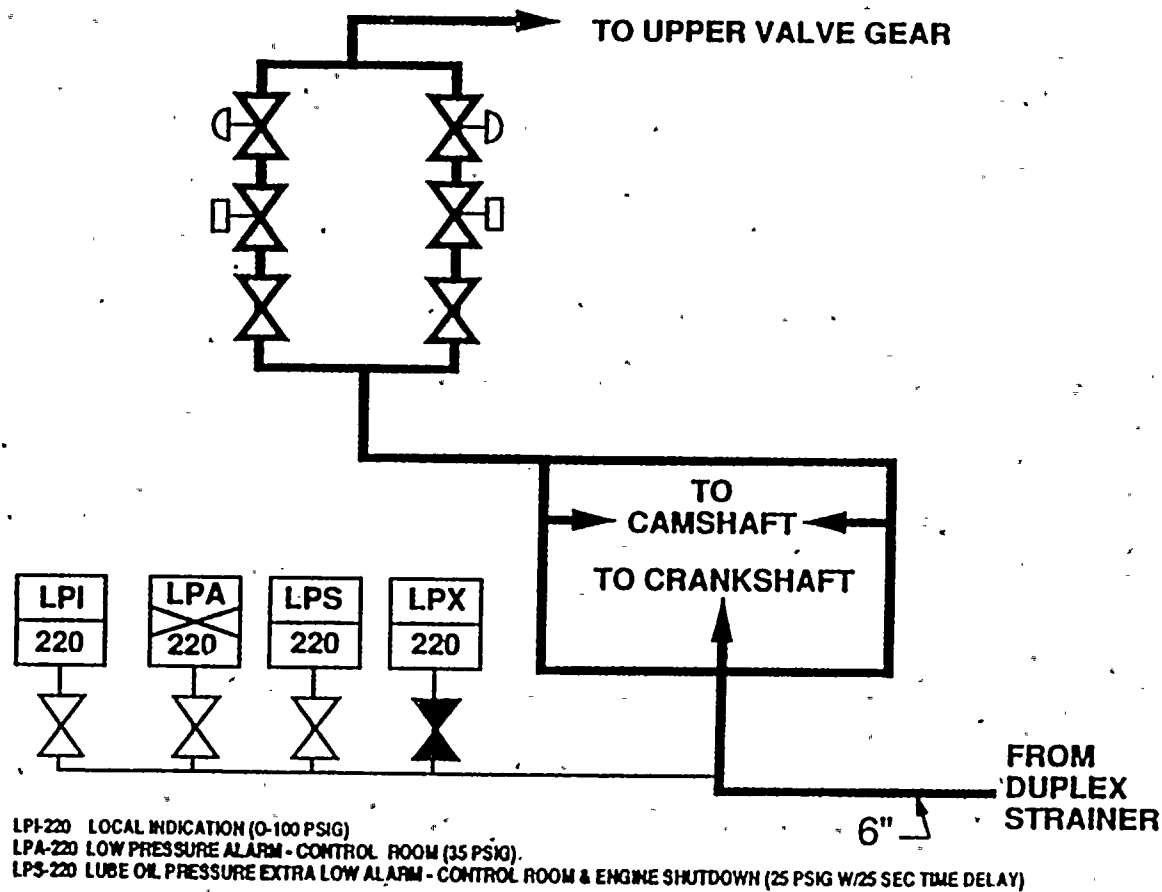 TO UPPER VALVE GEAR
TO
CAMSHAFT
TO CRANKSHAFT
LPI
220
LPA
220
LPS
220
LPX
220
FROM
DUPLEX
STRAINER
6"
LPI-220 LOCAL INDICATION (0-100 PSIG)
LPA-220 LOW PRESSURE ALARM - CONTROL ROOM (35 PSIG).
LPS-220 LUBE OIL PRESSURE EXTRA LOW ALARM - CONTROL ROOM & ENGINE SHUTDOWN (25 PSIG W/25 SEC TIME DELAY)